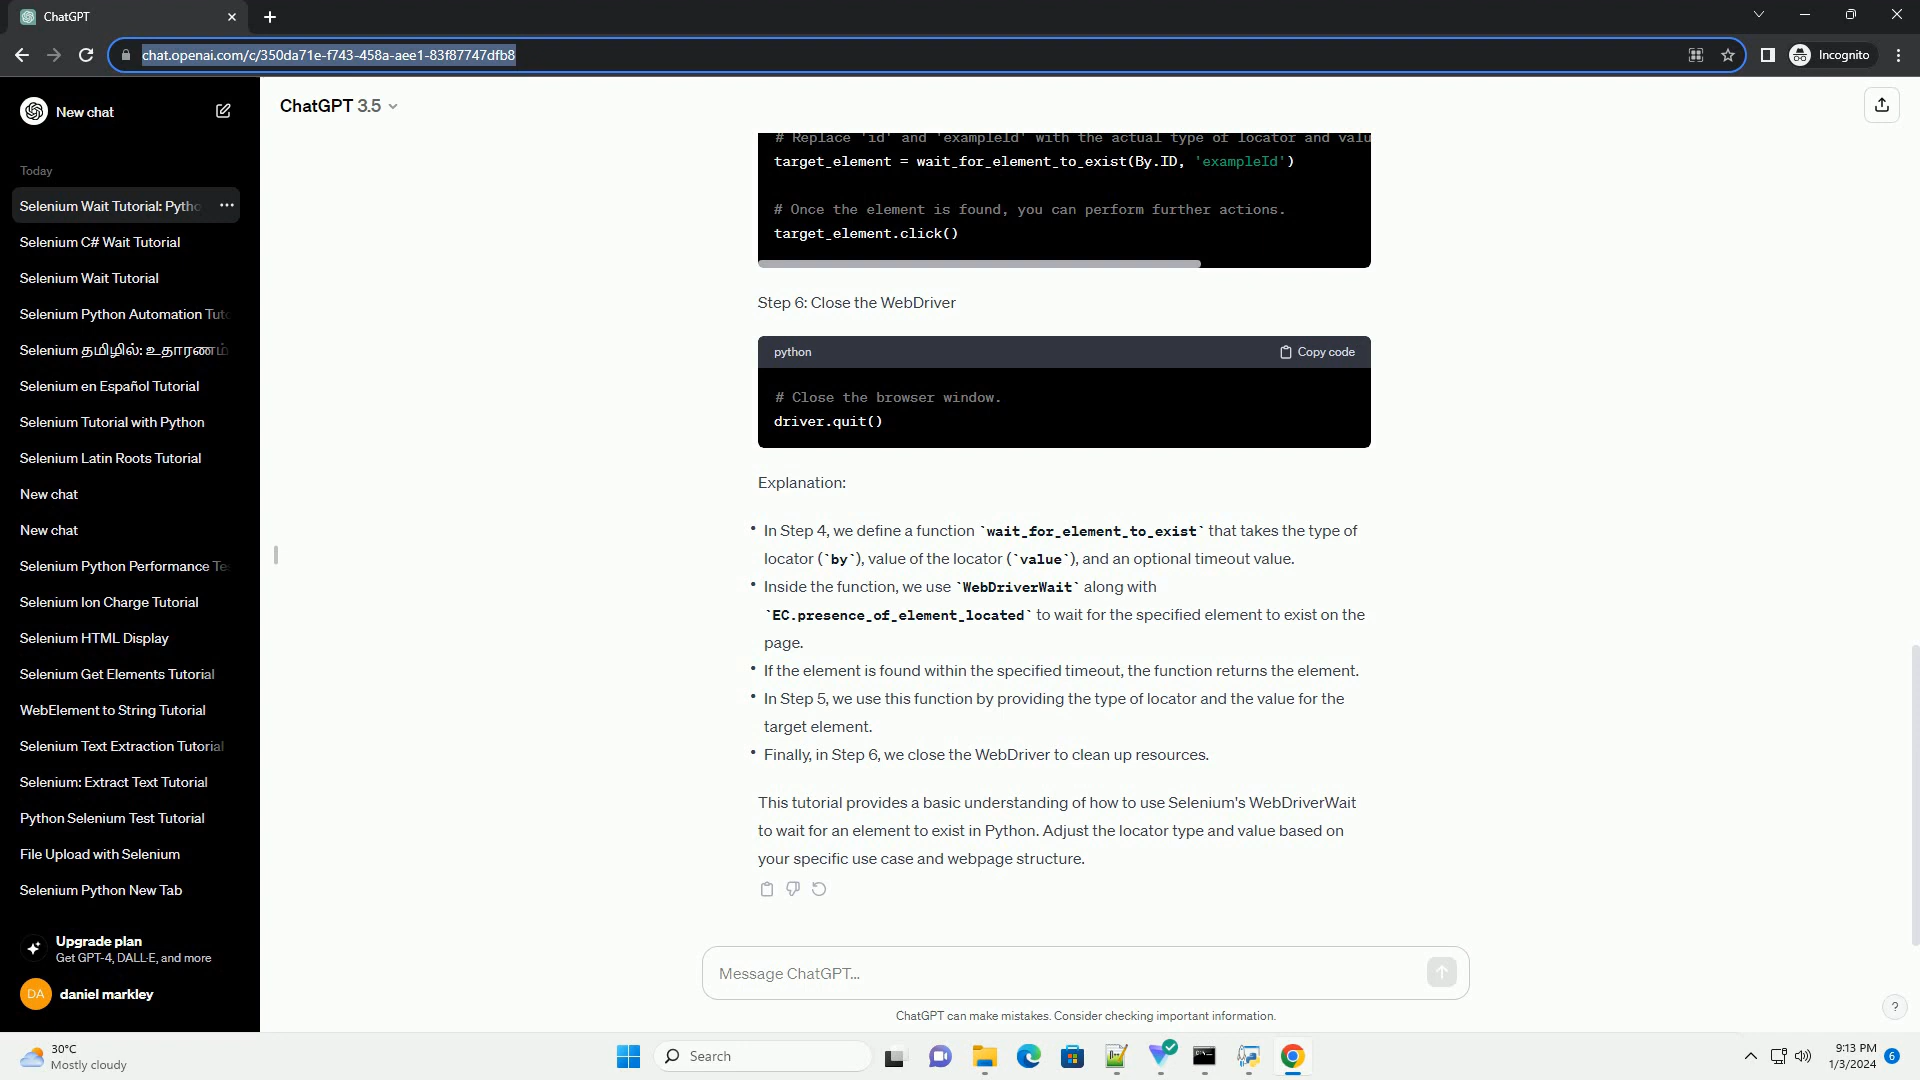 ChatGPT
chat.openai.com/c/350da71e-f743-458a-aee1-83f87747dfb8
Incognito
New chat
ChatGPT 3.5
Today
Selenium Wait Tutorial: Pytho
Selenium C# Wait Tutorial
Selenium Wait Tutorial
Selenium Python Automation Tuto
Selenium தமிழில்: உதாரணம்
Selenium en Español Tutorial
Selenium Tutorial with Python
Selenium Latin Roots Tutorial
New chat
New chat
Selenium Python Performance Te
Selenium Ion Charge Tutorial
Selenium HTML Display
Selenium Get Elements Tutorial
WebElement to String Tutorial
Selenium Text Extraction Tutorial
Selenium: Extract Text Tutorial
Python Selenium Test Tutorial
File Upload with Selenium
Selenium Python New Tab
Upgrade plan
Get GPT-4, DALL·E, and more
DA daniel markley
# Replace 'id' and 'exampleId' with the actual type of locator and valu
target_element = wait_for_element_to_exist(By.ID, 'exampleId')
# Once the element is found, you can perform further actions.
target_element.click()
Step 6: Close the WebDriver
python Copy code
# Close the browser window.
driver.quit()
Explanation:
• In Step 4, we define a function `wait_for_element_to_exist` that takes the type of
locator (`by`), value of the locator (`value`), and an optional timeout value.
• Inside the function, we use `WebDriverWait` along with
`EC.presence_of_element_located` to wait for the specified element to exist on the
page.
• If the element is found within the specified timeout, the function returns the element.
• In Step 5, we use this function by providing the type of locator and the value for the
target element.
• Finally, in Step 6, we close the WebDriver to clean up resources.
This tutorial provides a basic understanding of how to use Selenium's WebDriverWait
to wait for an element to exist in Python. Adjust the locator type and value based on
your specific use case and webpage structure.
Message ChatGPT...
ChatGPT can make mistakes. Consider checking important information.
?
30°C
Mostly cloudy
Search
9:13 PM
1/3/2024
6